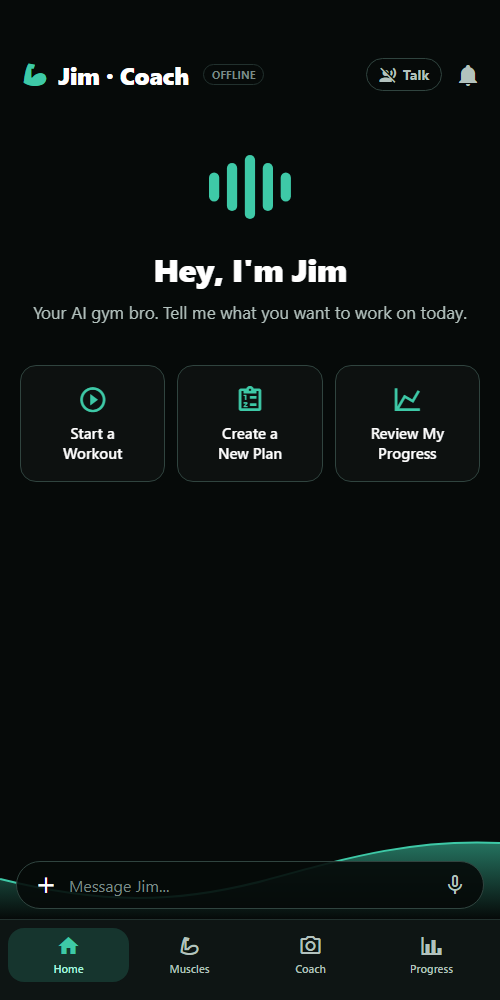 Jim · Coach
OFFLINE
Talk
Hey, I'm Jim
Your AI gym bro. Tell me what you want to work on today.
Start a
Workout
Create a
New Plan
Review My
Progress
Message Jim...
Home
Muscles
Coach
Progress